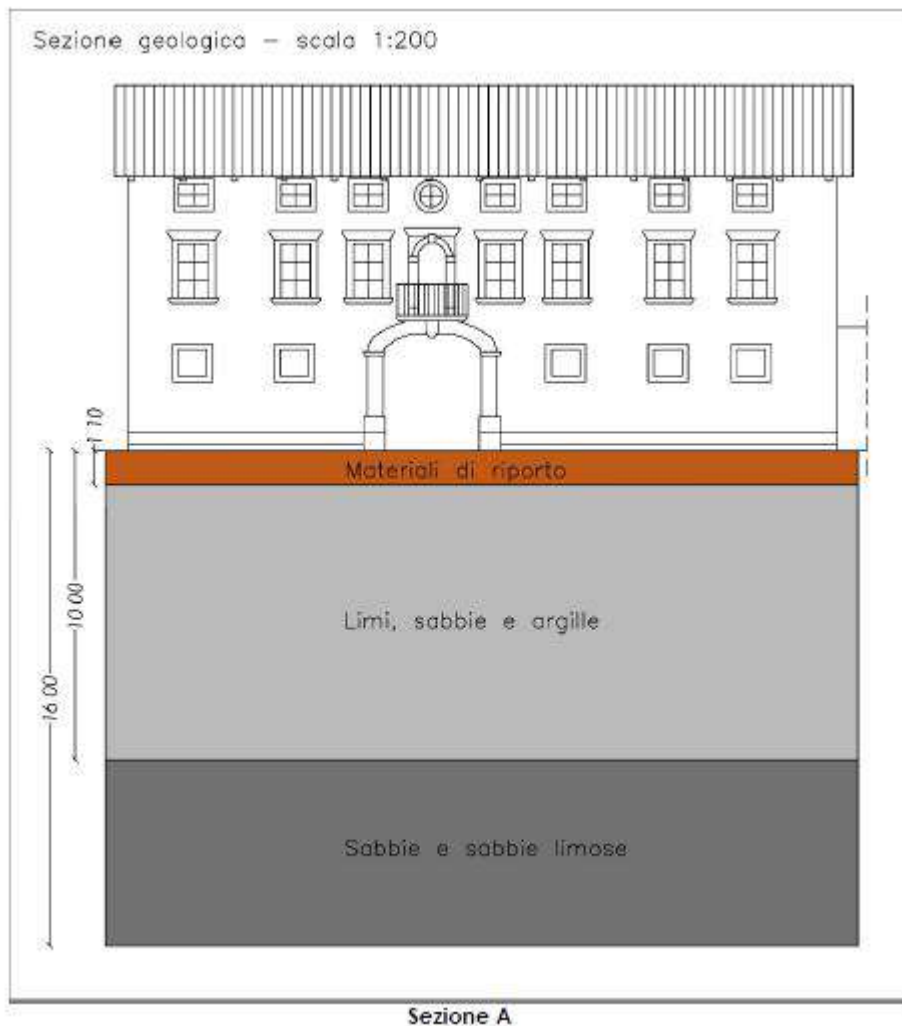 Sezione geologica – scala 1:200
1 10
Materiali di riporto
10 00
Limi, sabbie e argille
16 00
Sabbie e sabbie limose
Sezione A